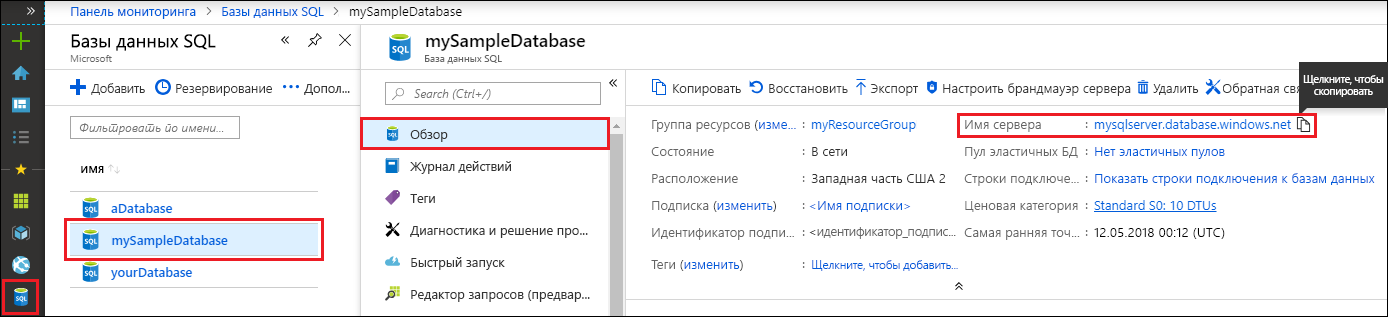 Панель мониторинга > Базы данных SQL > mySampleDatabase
Базы данных SQL
Microsoft
Добавить Резервирование Допол...
Фильтровать по имени...
имя
aDatabase
mySampleDatabase
yourDatabase
SQL
mySampleDatabase
База данных SQL
Search (Ctrl+/)
Обзор
Журнал действий
Теги
Диагностика и решение про...
Быстрый запуск
Редактор запросов (предвар...
Копировать Восстановить Экспорт Настроить брандмауэр сервера Удалить Обратная свя
Щелкните, чтобы
скопировать
Группа ресурсов (изме... : myResourceGroup
Состояние : В сети
Расположение : Западная часть США 2
Подписка (изменить) : <Имя подписки>
Идентификатор подпи... : <идентификатор_подпис...
Теги (изменить) : Щелкните, чтобы добавить...
Имя сервера : mysqlserver.database.windows.net
Пул эластичных БД : Нет эластичных пулов
Строки подключе... : Показать строки подключения к базам данных
Ценовая категория : Standard S0: 10 DTUs
Самая ранняя точ... : 12.05.2018 00:12 (UTC)